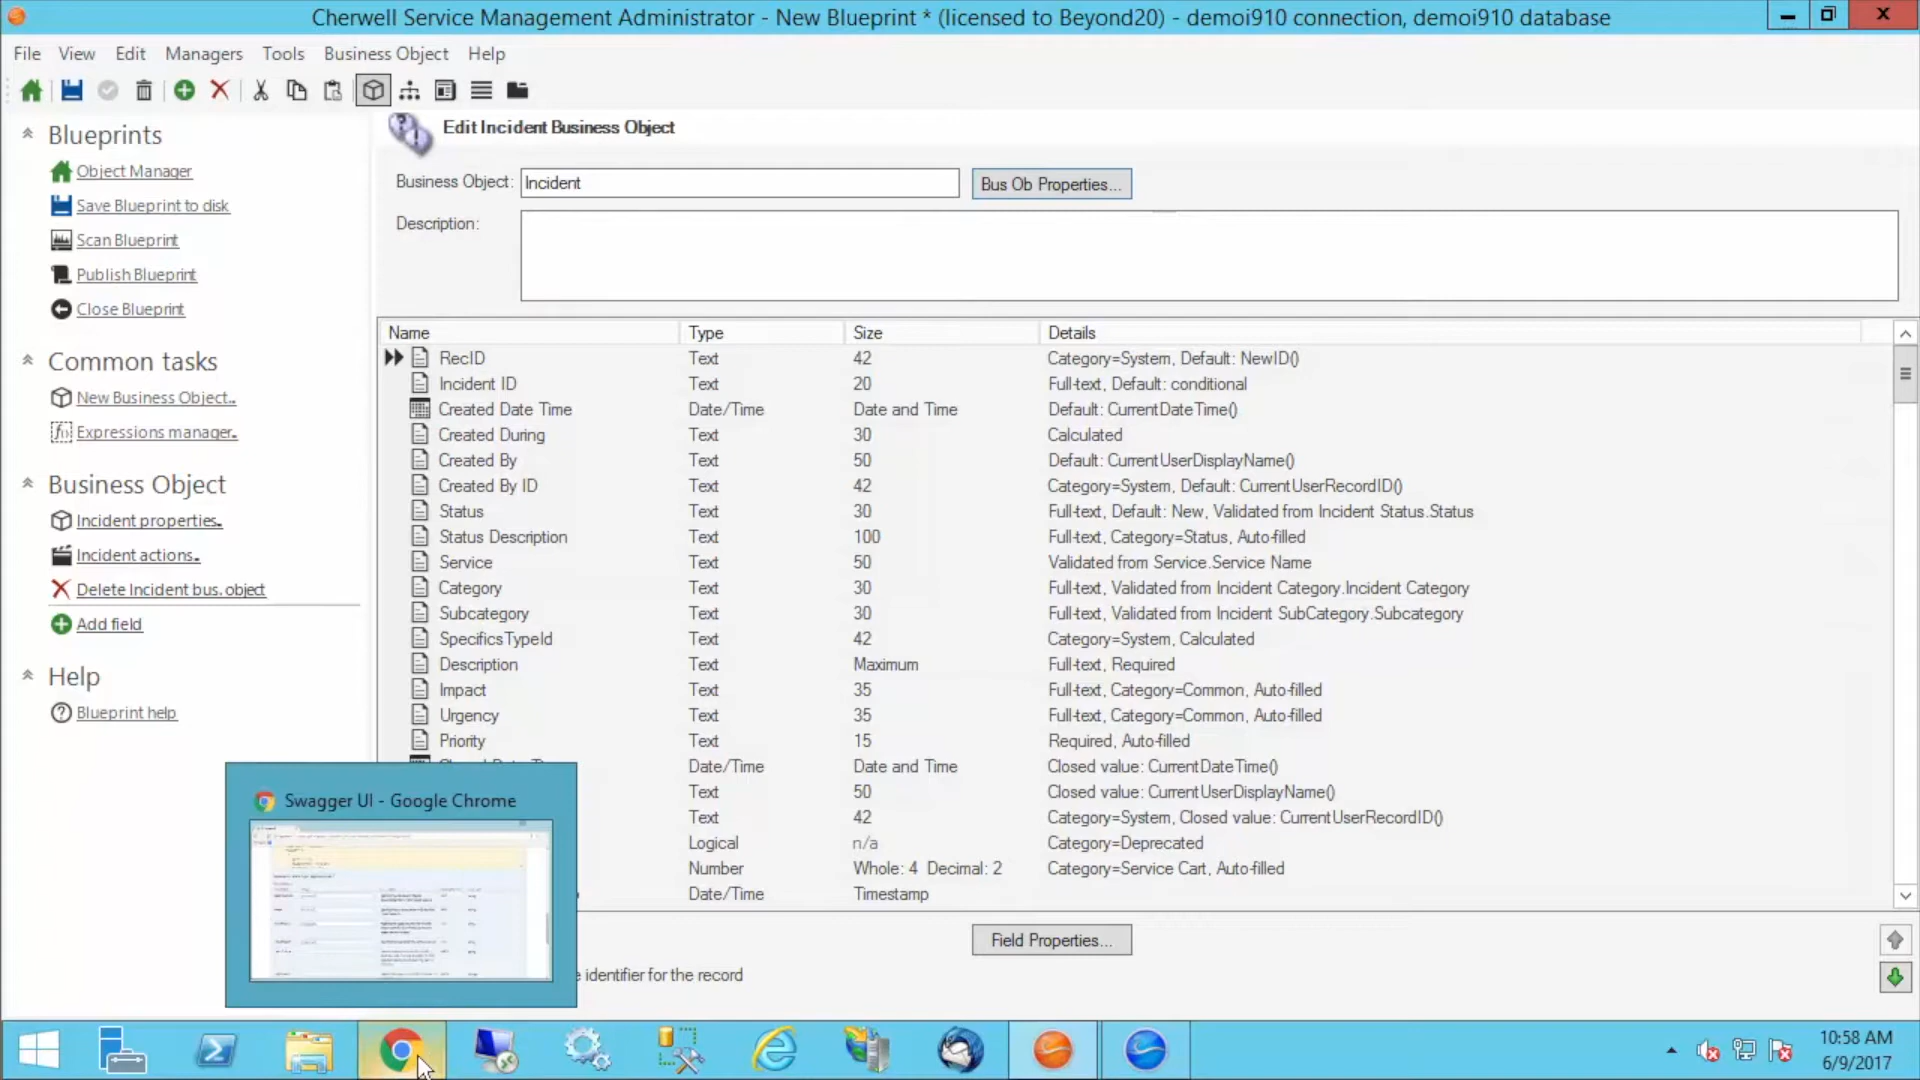 Cherwell Service Management Administrator - New Blueprint * (licensed to Beyond20) - demoi910 connection, demoi910 database
File View Edit Managers Tools Business Object Help
Blueprints
Object Manager
Save Blueprint to disk
Scan Blueprint
Publish Blueprint
Close Blueprint
Common tasks
New Business Object...
Expressions manager...
Business Object
Incident properties...
Incident actions...
Delete Incident bus. object
Add field
Help
Blueprint help
Edit Incident Business Object
Business Object: Incident Bus Ob Properties...
Description:
Name Type Size Details
RecID Text 42 Category=System, Default: NewID()
Incident ID Text 20 Full-text, Default: conditional
Created Date Time Date/Time Date and Time Default: CurrentDateTime()
Created During Text 30 Calculated
Created By Text 50 Default: CurrentUserDisplayName()
Created By ID Text 42 Category=System, Default: CurrentUserRecordID()
Status Text 30 Full-text, Default: New, Validated from Incident Status.Status
Status Description Text 100 Full-text, Category=Status, Auto-filled
Service Text 50 Validated from Service.Service Name
Category Text 30 Full-text, Validated from Incident Category.Incident Category
Subcategory Text 30 Full-text, Validated from Incident SubCategory.Subcategory
SpecificsTypeId Text 42 Category=System, Calculated
Description Text Maximum Full-text, Required
Impact Text 35 Full-text, Category=Common, Auto-filled
Urgency Text 35 Full-text, Category=Common, Auto-filled
Priority Text 15 Required, Auto-filled
Date/Time Date and Time Closed value: CurrentDateTime()
Text 50 Closed value: CurrentUserDisplayName()
Text 42 Category=System, Closed value: CurrentUserRecordID()
Logical n/a Category=Deprecated
Number Whole: 4 Decimal: 2 Category=Service Cart, Auto-filled
Date/Time Timestamp
Field Properties...
identifier for the record
Swagger UI - Google Chrome
10:58 AM
6/9/2017